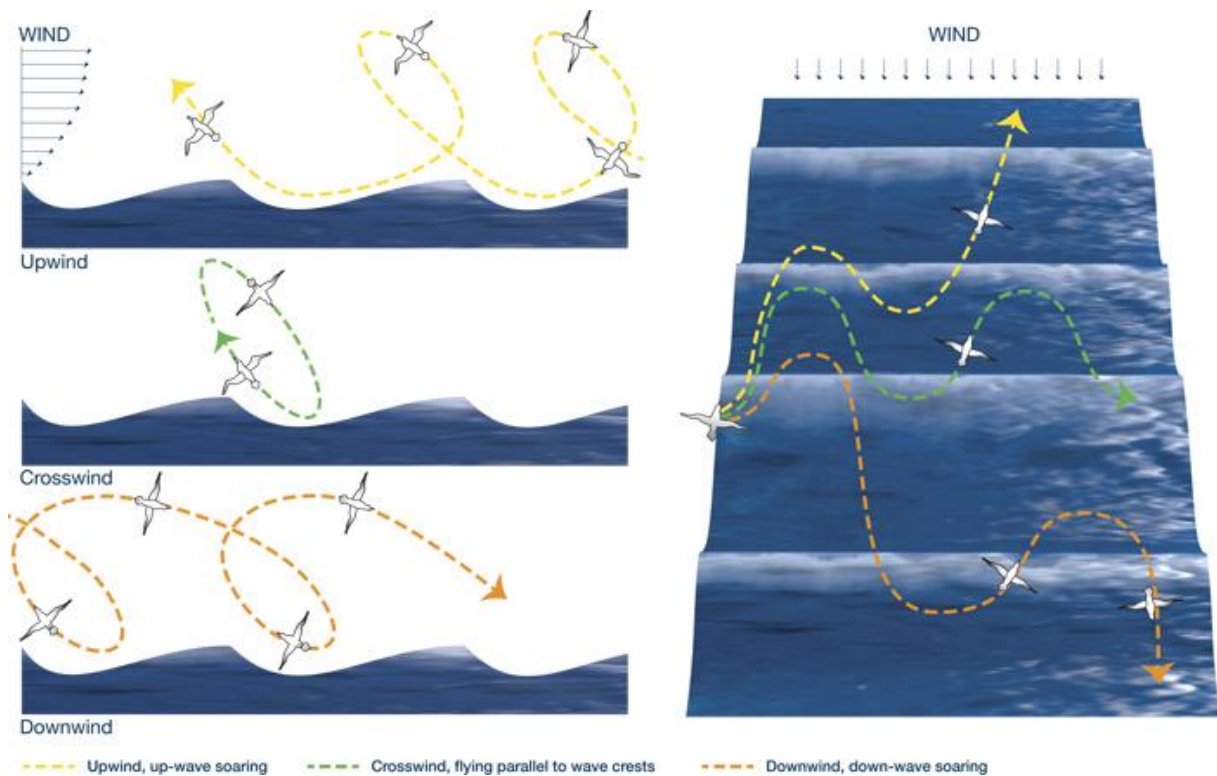 WIND
WIND
Upwind
Crosswind
Downwind
Upwind, up-wave soaring
Crosswind, flying parallel to wave crests
Downwind, down-wave soaring